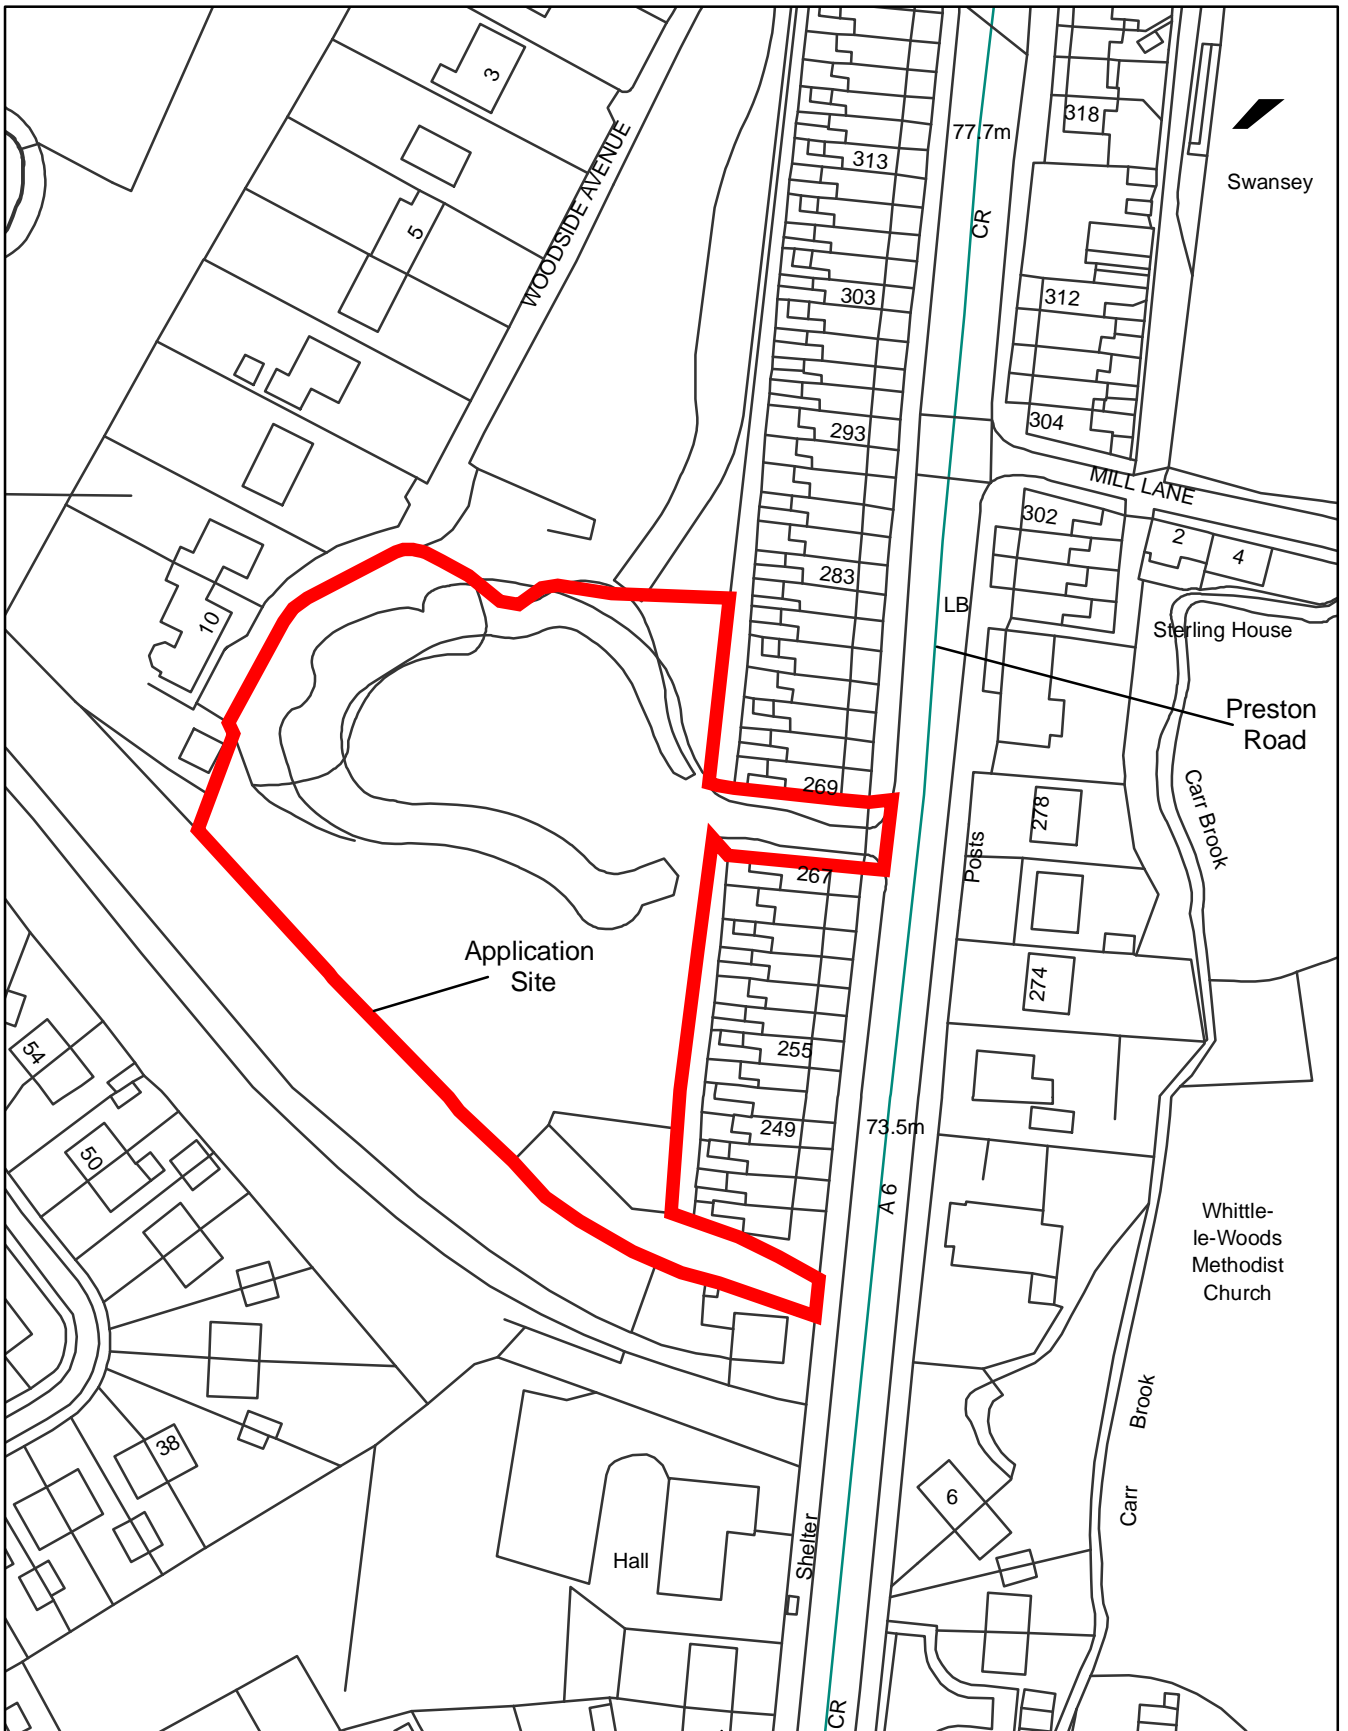 3
318
77.7m
313
Swansey
WOODSIDE AVENUE
CR
5
303
312
293
304
MILL LANE
302
2
4
283
LB
10
Sterling House
Preston
Road
269
278
Carr Brook
Posts
267
Application
Site
274
54
255
249
73.5m
50
A 6
Whittle-
le-Woods
Methodist
Church
Brook
38
6
Carr
Hall
Shelter
CR